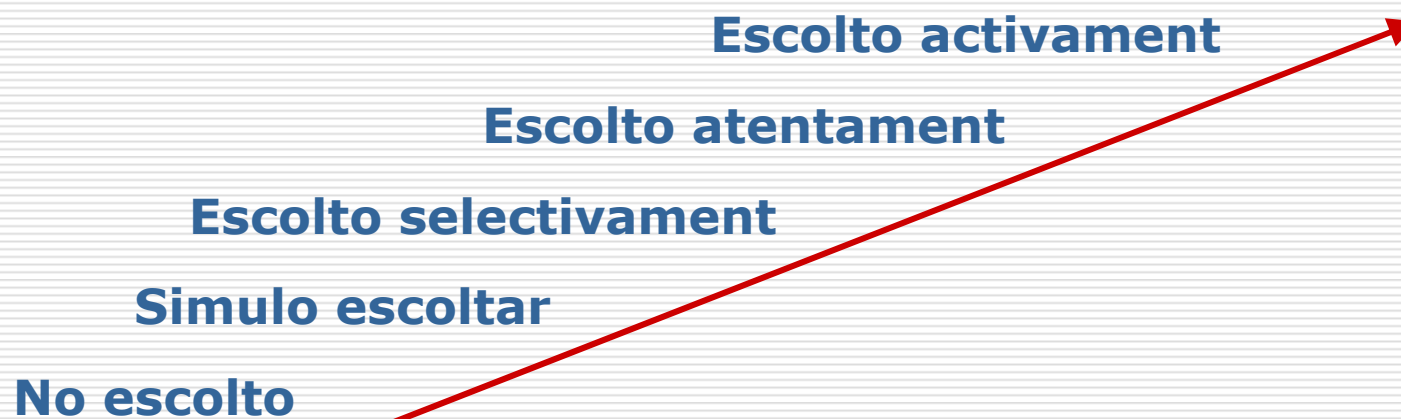 Escolto activament
Escolto atentament
Escolto selectivament
Simulo escoltar
No escolto